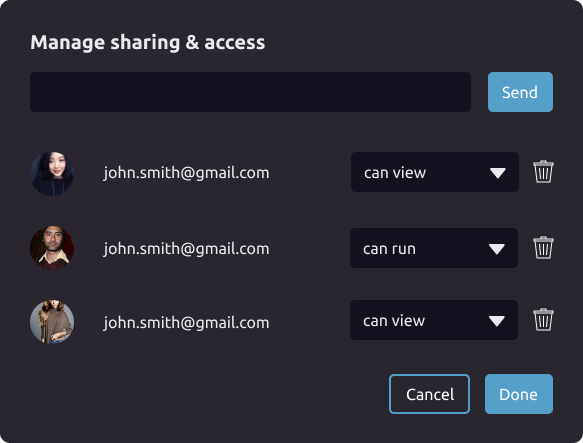 Manage sharing & access
Send
john.smith@gmail.com can view
john.smith@gmail.com can run
john.smith@gmail.com can view
Cancel Done